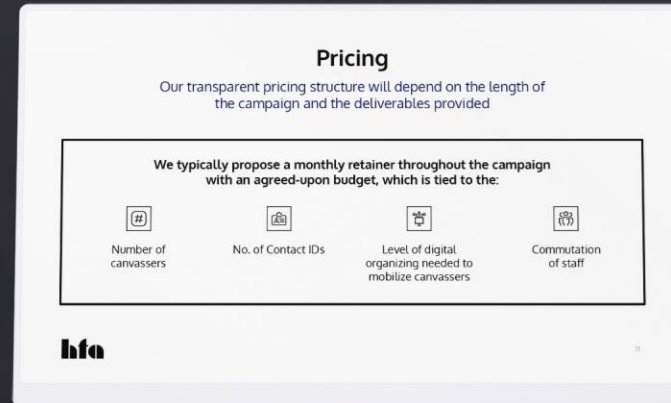 Pricing
Our transparent pricing structure will depend on the length of
the campaign and the deliverables provided
We typically propose a monthly retainer throughout the campaign
with an agreed-upon budget, which is tied to the:
#
Number of
canvassers
No. of Contact IDs
Level of digital
organizing needed to
mobilize canvassers
Commutation
of staff
hfa